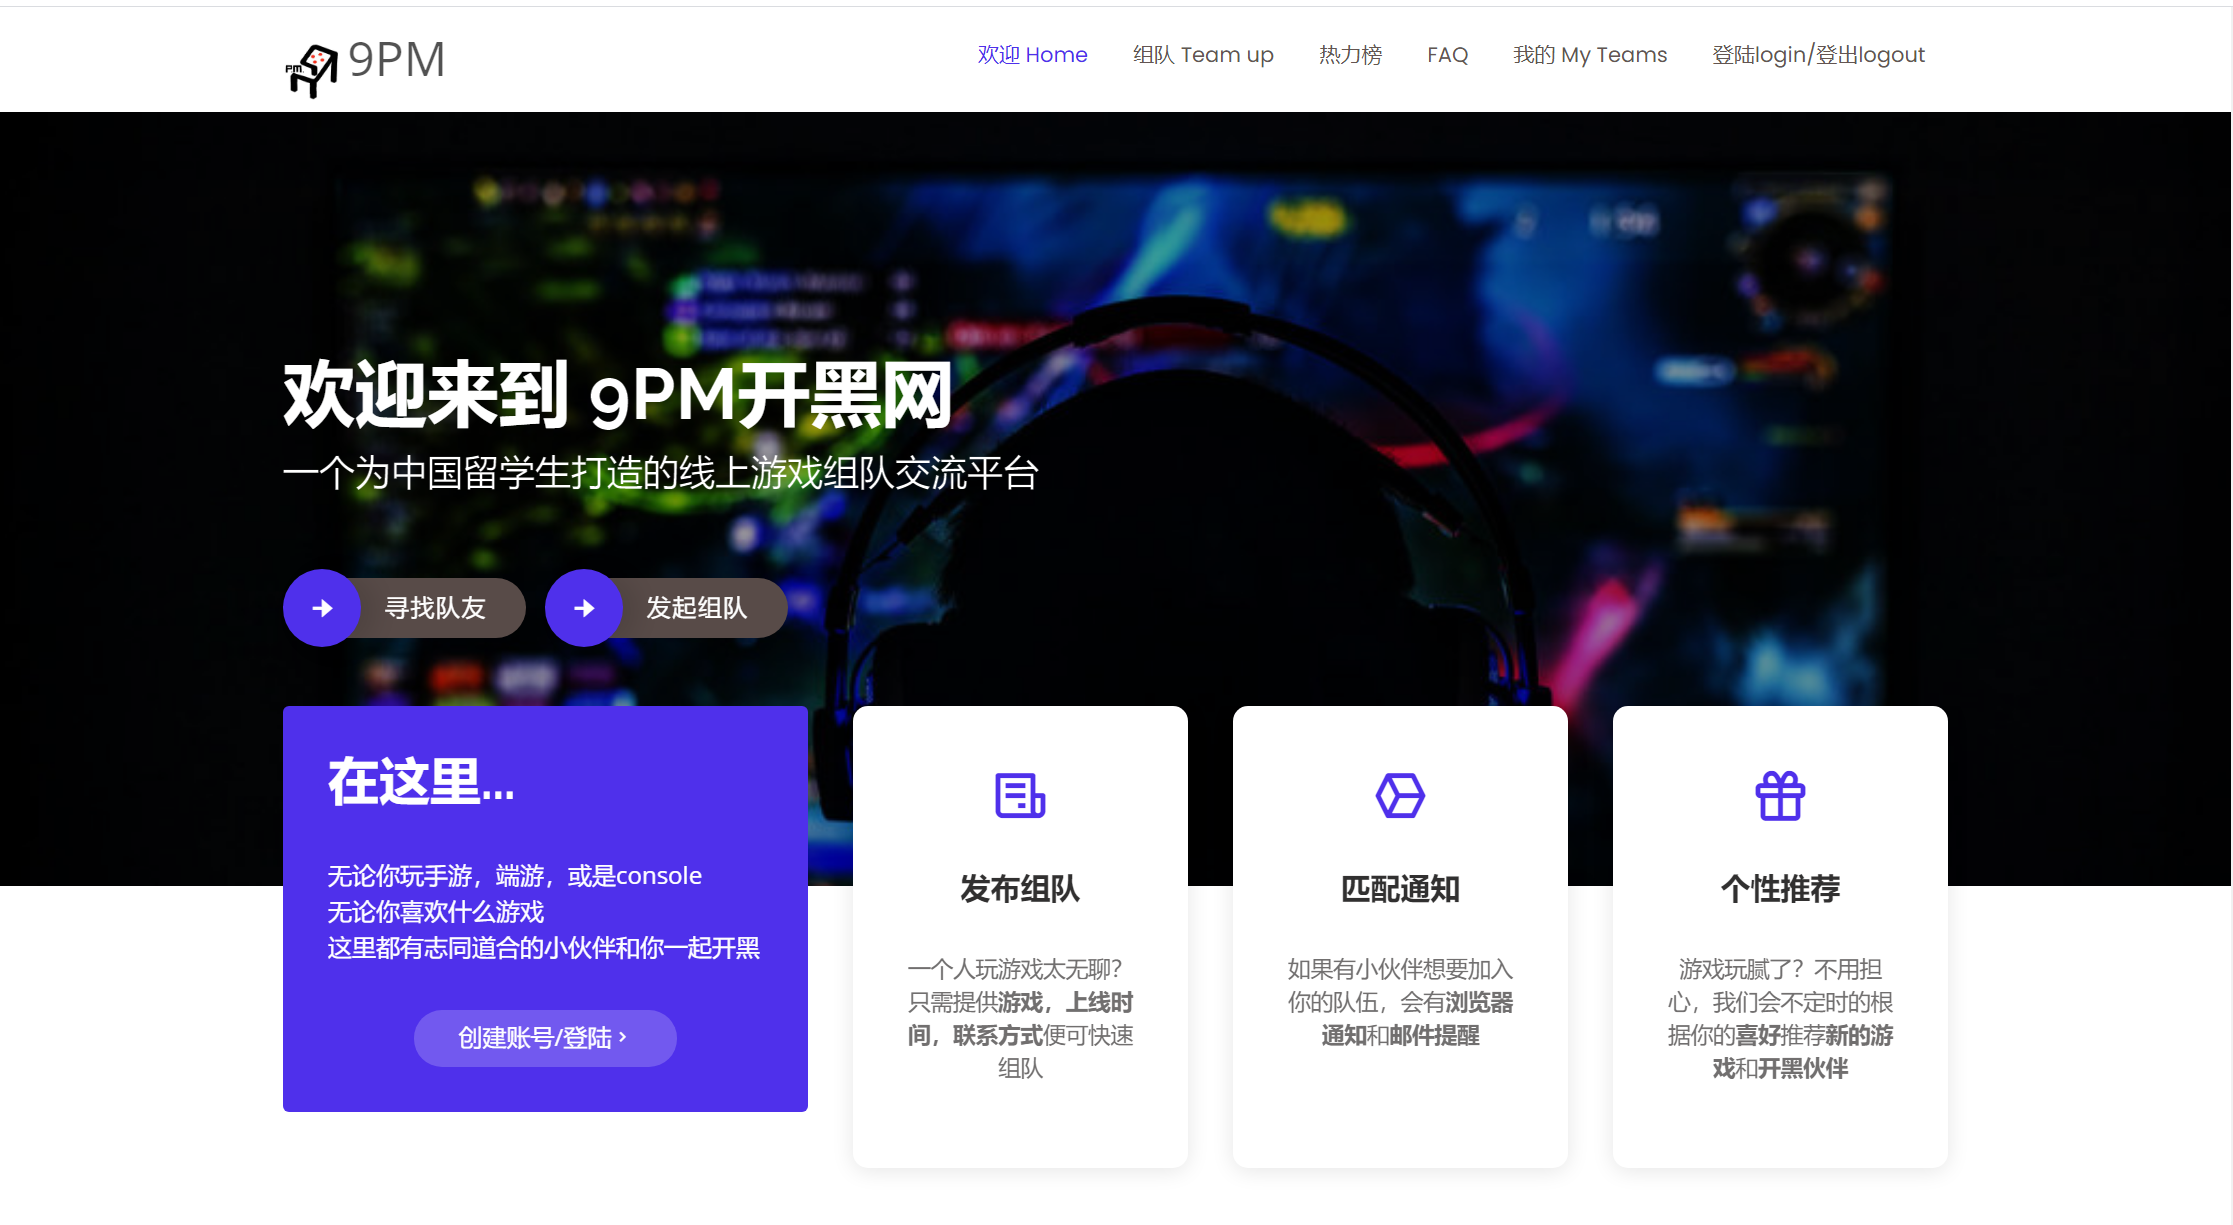 PM
9PM
欢迎 Home
组队 Team up
热力榜
FAQ
我的 My Teams
登陆login/登出logout
欢迎来到 9PM开黑网
一个为中国留学生打造的线上游戏组队交流平台
寻找队友
发起组队
在这里...
无论你玩手游，端游，或是console
无论你喜欢什么游戏
这里都有志同道合的小伙伴和你一起开黑
创建账号/登陆
发布组队
一个人玩游戏太无聊？
只需提供游戏，上线时
间，联系方式便可快速
组队
匹配通知
如果有小伙伴想要加入
你的队伍，会有浏览器
通知和邮件提醒
个性推荐
游戏玩腻了？不用担
心，我们会不定时的根
据你的喜好推荐新的游
戏和开黑伙伴